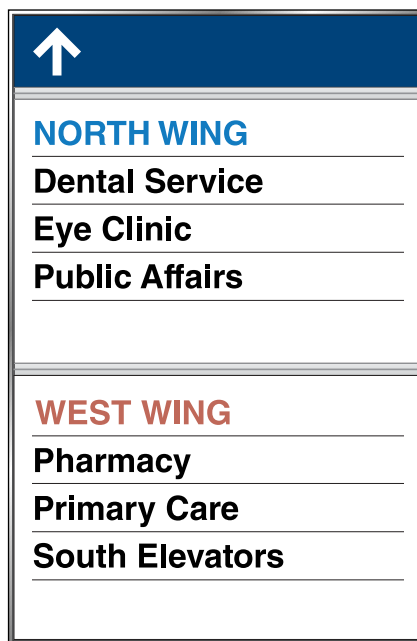 NORTH WING
Dental Service
Eye Clinic
Public Affairs
WEST WING
Pharmacy
Primary Care
South Elevators